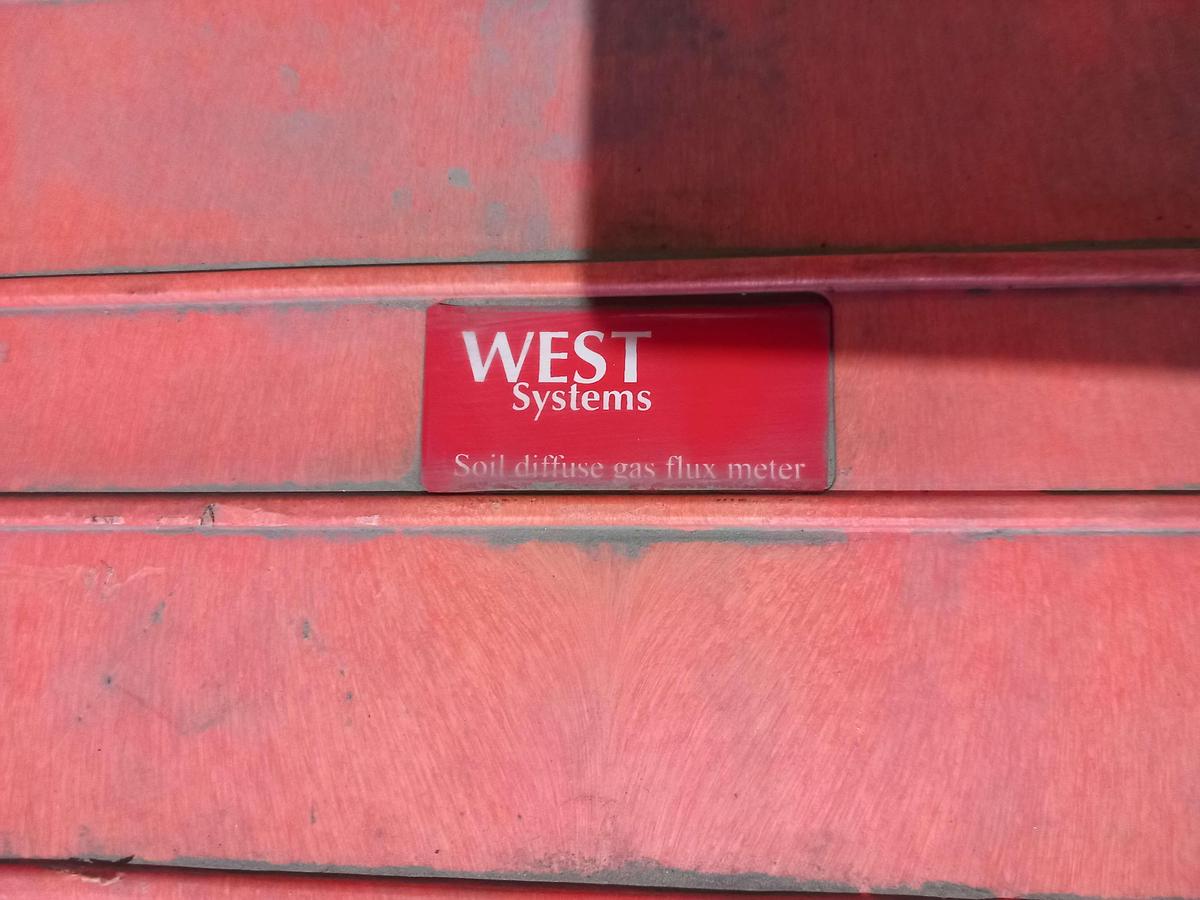 WEST
Systems
Soil diffuse gas flux meter